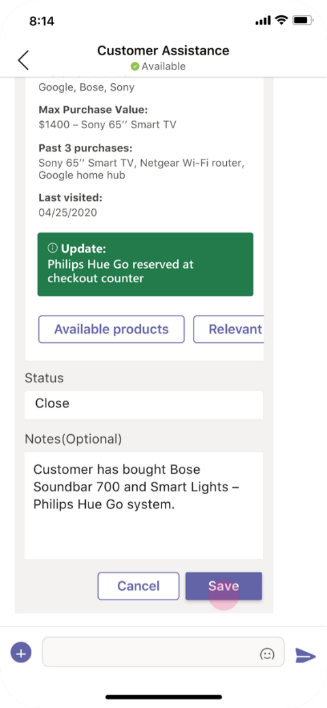 8:14
Customer Assistance
Available
Google, Bose, Sony
Max Purchase Value:
$1400 – Sony 65’’ Smart TV
Past 3 purchases:
Sony 65’’ Smart TV, Netgear Wi-Fi router,
Google home hub
Last visited:
04/25/2020
Update:
Philips Hue Go reserved at
checkout counter
Available products
Relevant
Status
Close
Notes(Optional)
Customer has bought Bose
Soundbar 700 and Smart Lights –
Philips Hue Go system.
Cancel
Save